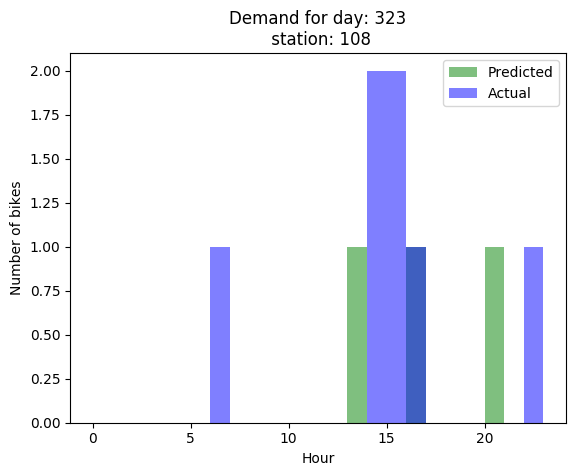 Demand for day: 323
station: 108
Predicted
Actual
2.00
1.75
1.50
1.25
1.00
0.75
0.50
0.25
0.00
Number of bikes
0 5 10 15 20
Hour